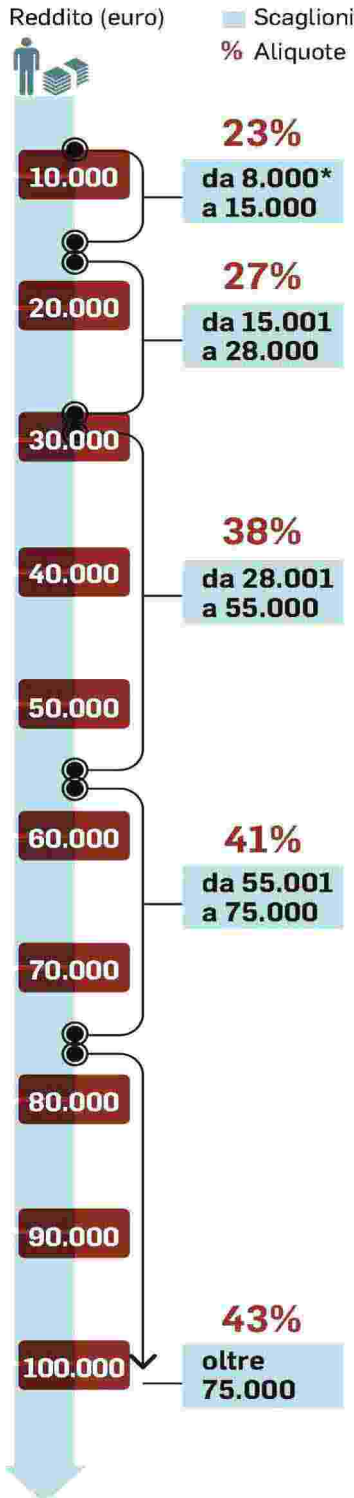 Reddito (euro)
Scaglioni
% Aliquote
23%
10.000
da 8.000*
a 15.000
27%
20.000
da 15.001
a 28.000
30.000
38%
40.000
da 28.001
a 55.000
50.000
41%
60.000
da 55.001
a 75.000
70.000
80.000
90.000
43%
100.000
oltre
75.000